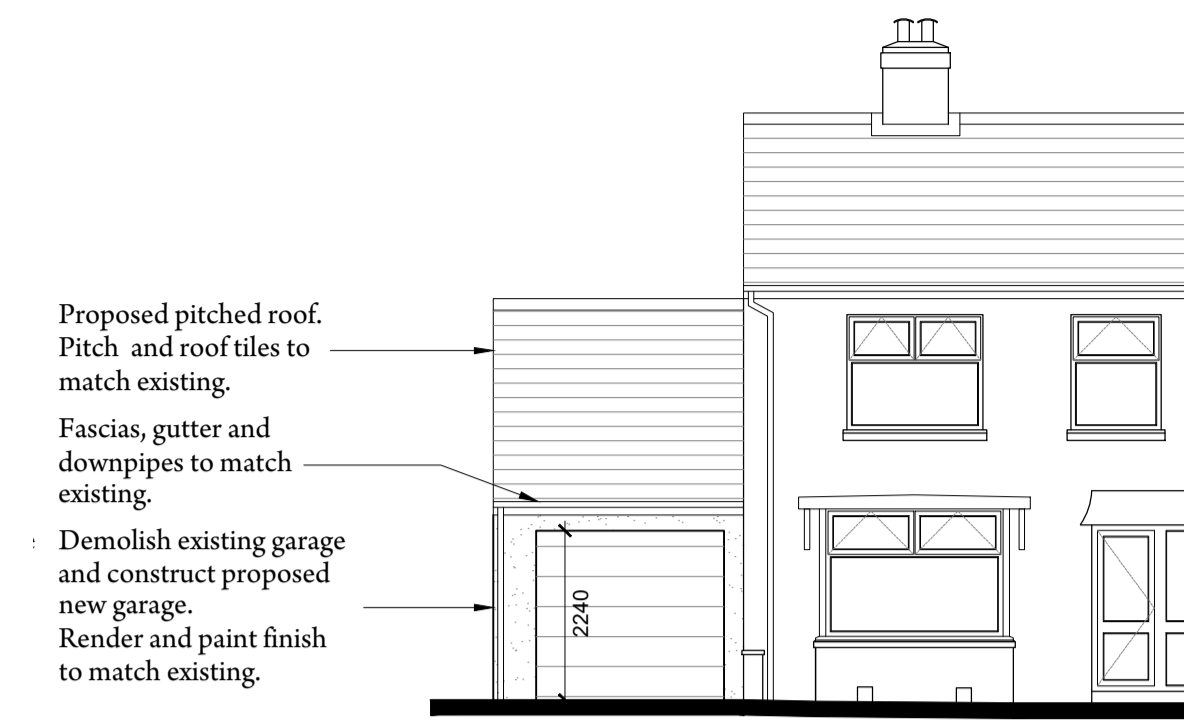 Proposed pitched roof.
Pitch and roof tiles to
match existing.
Fascias, gutter and
downpipes to match
existing.
Demolish existing garage
and construct proposed
new garage.
Render and paint finish
to match existing.
2240